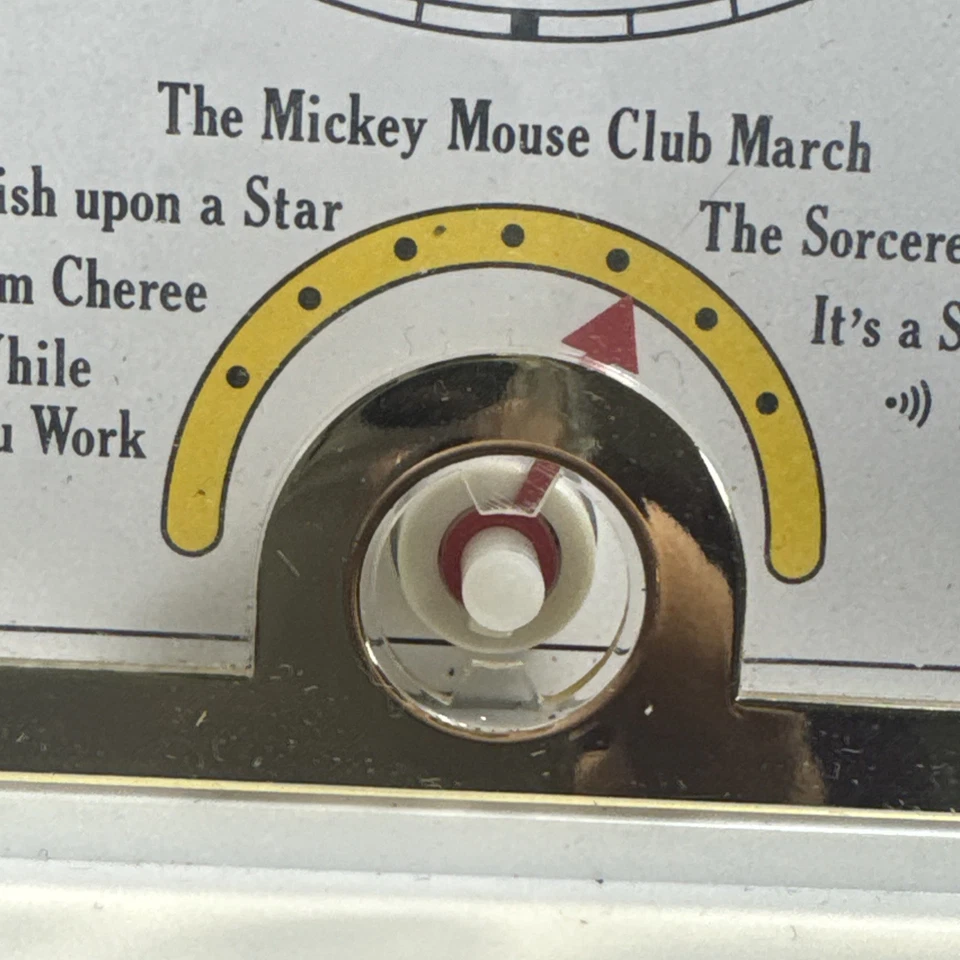 The Mickey Mouse Club March
ish upon a Star
The Sorcere
m Cheree
It's a S
hile
u Work